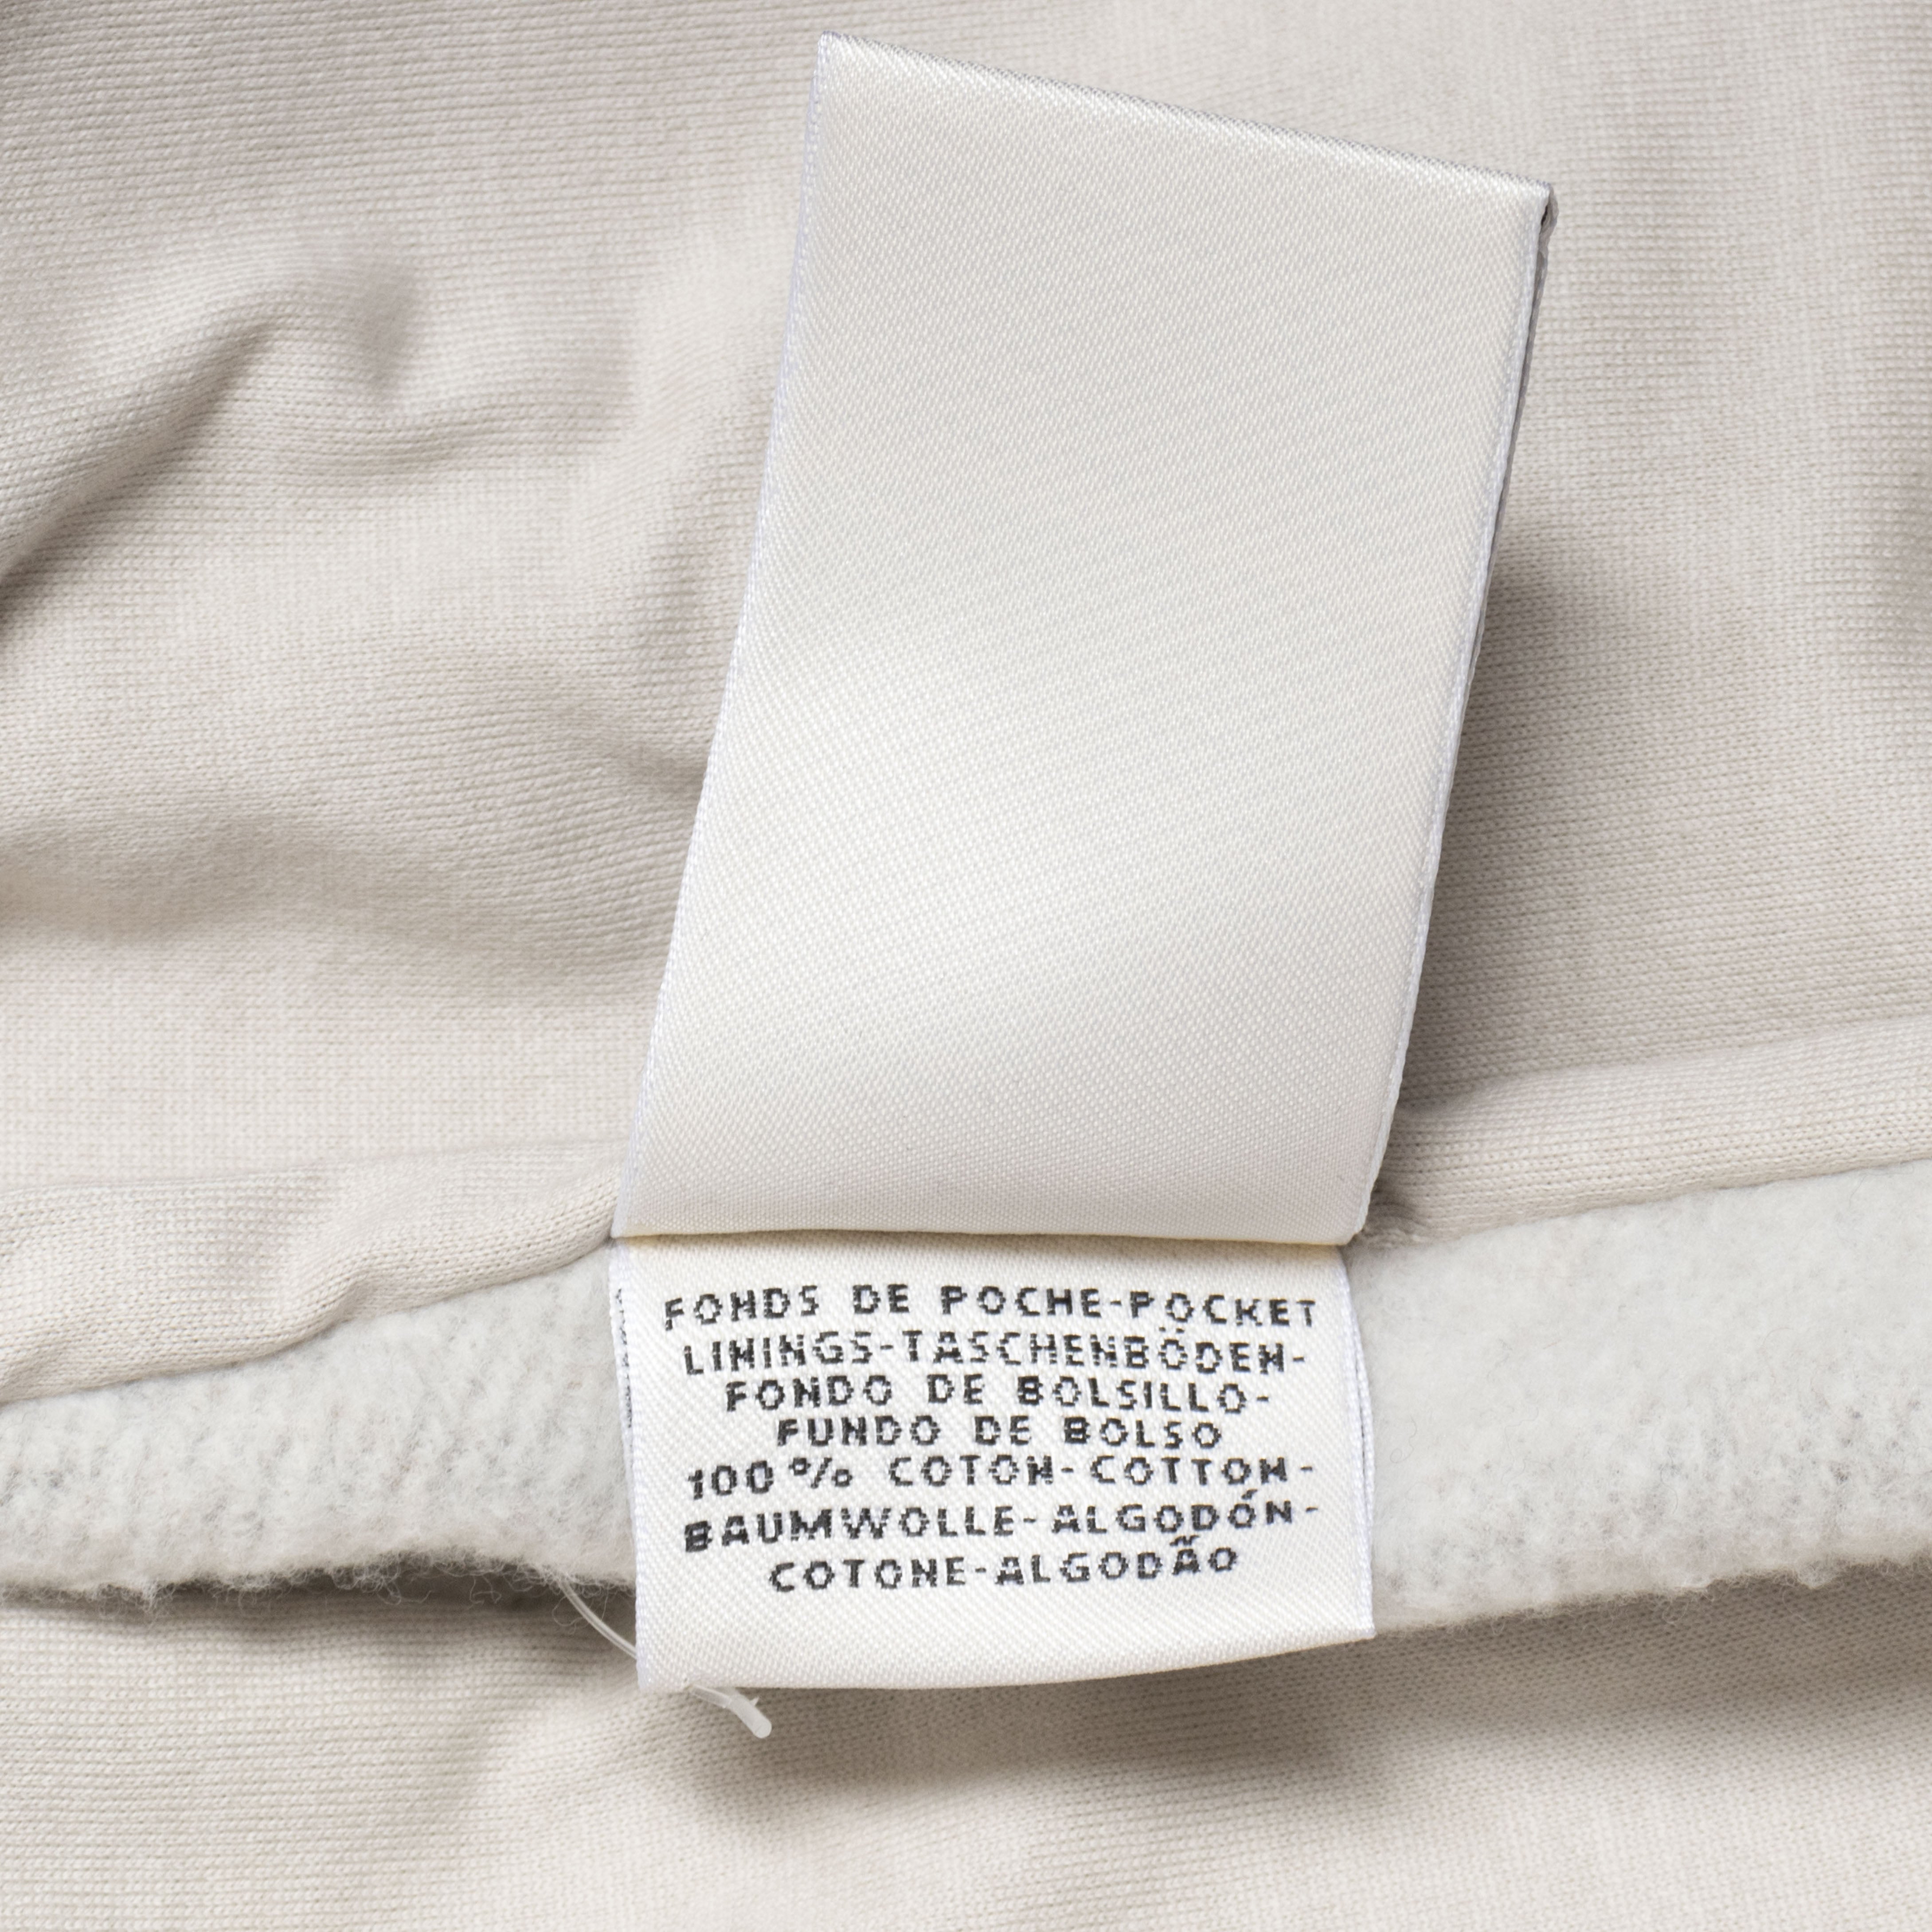 FONDS DE POCHE-POCKET
LININGS-TASCHENBÖDEN-
FONDO DE BOLSILLO-
FUNDO DE BOLSO
100% COTON-COTTON-
BAUMWOLLE-ALGODÓN-
COTONE-ALGODÃO